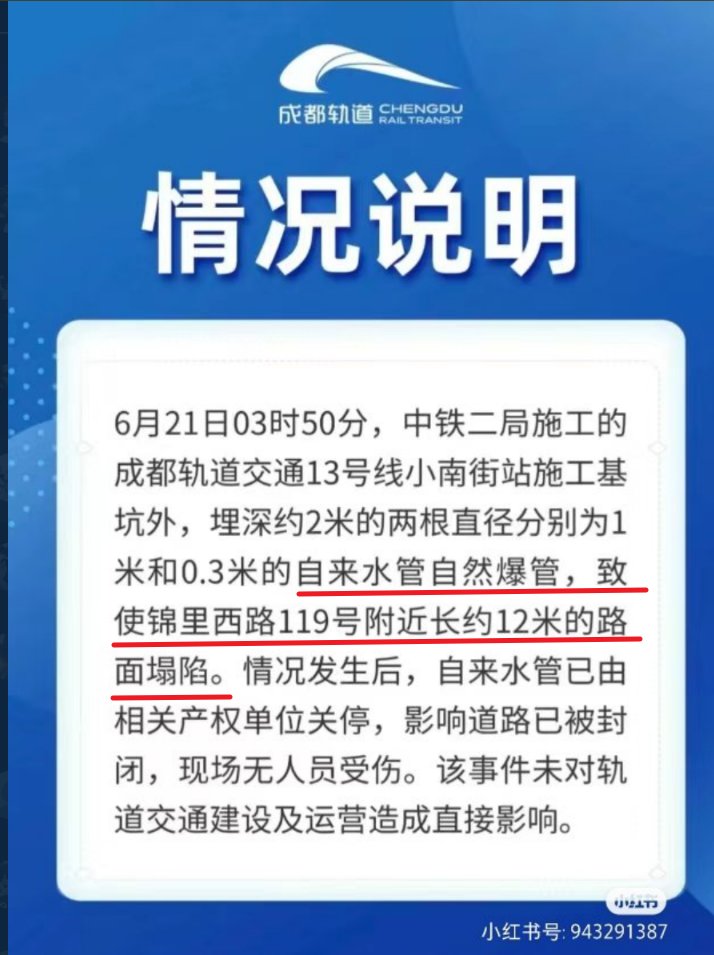 成都轨道 CHENGDU
RAIL TRANSIT
情况说明
6月21日03时50分，中铁二局施工的
成都轨道交通13号线小南街站施工基
坑外，埋深约2米的两根直径分别为1
米和0.3米的自来水管自然爆管，致
使锦里西路119号附近长约12米的路
面塌陷。情况发生后，自来水管已由
相关产权单位关停，影响道路已被封
闭，现场无人员受伤。该事件未对轨
道交通建设及运营造成直接影响。
小红书
小红书号: 943291387